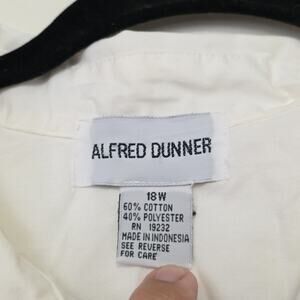 ALFRED DUNNER
18W
60% COTTON
40% POLYESTER
RN 19232
MADE IN INDONESIA
SEE REVERSE
FOR CARE